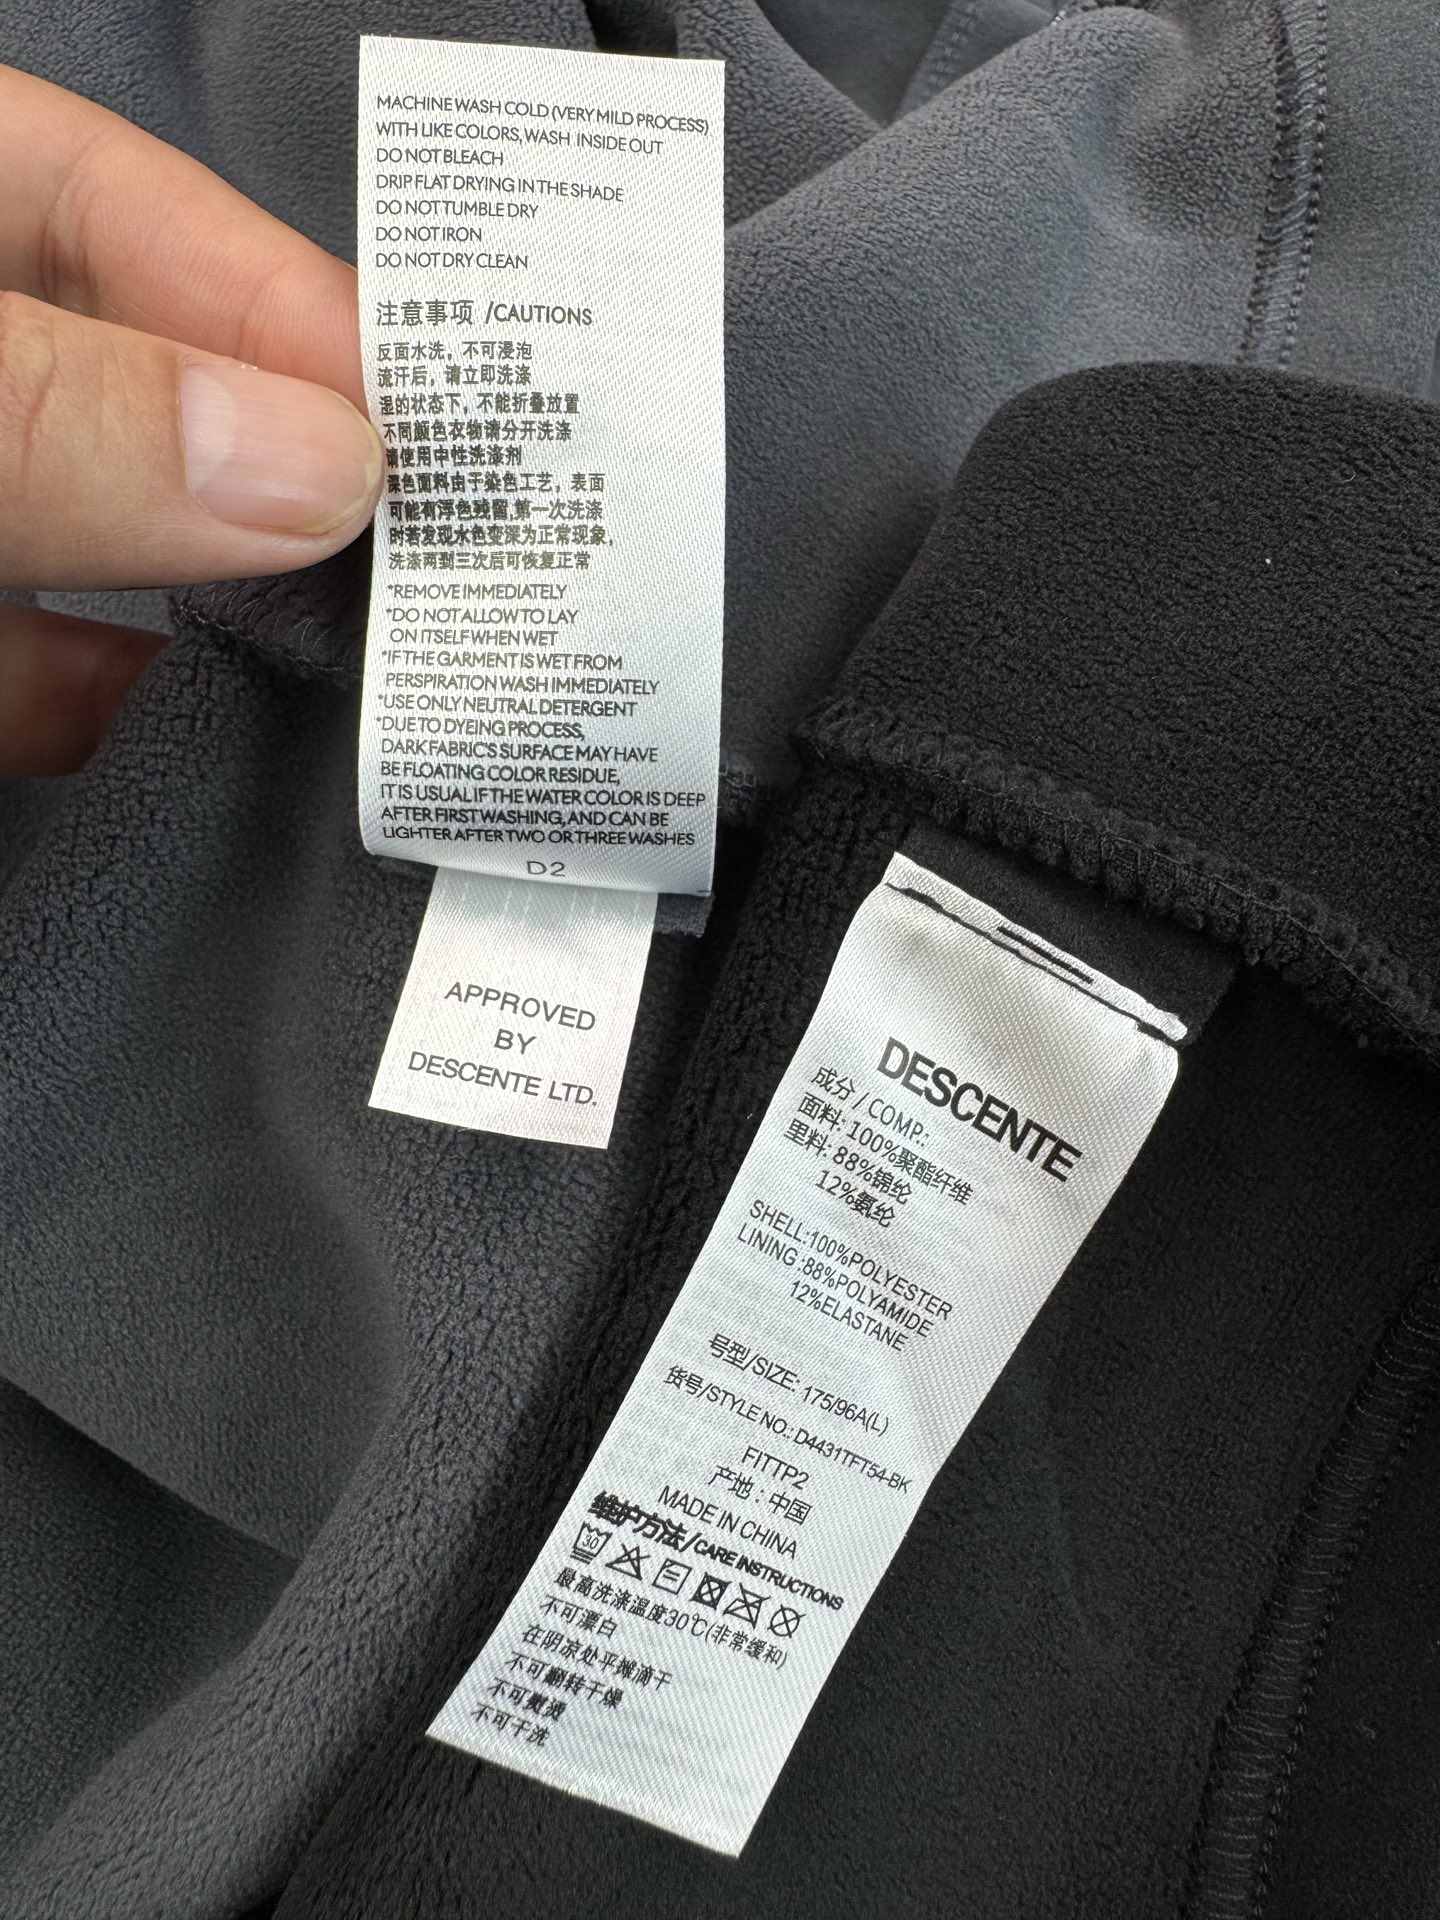 MACHINE WASH COLD (VERY MILD PROCESS)
WITH LIKE COLORS, WASH INSIDE OUT
DO NOT BLEACH
DRIP FLAT DRYING IN THE SHADE
DO NOT TUMBLE DRY
DO NOT IRON
DO NOT DRY CLEAN
注意事项 /CAUTIONS
反面水洗，不可浸泡
流汗后，请立即洗涤
湿的状态下，不能折叠放置
不同颜色衣物请分开洗涤
请使用中性洗涤剂
深色面料由于染色工艺，表面
可能有浮色残留,第一次洗涤
时若发现水色变深为正常现象，
洗涤两到三次后可恢复正常
*REMOVE IMMEDIATELY
*DO NOT ALLOW TO LAY
ON ITSELF WHEN WET
*IF THE GARMENT IS WET FROM
PERSPIRATION WASH IMMEDIATELY
*USE ONLY NEUTRAL DETERGENT
*DUE TO DYEING PROCESS,
DARK FABRIC'S SURFACE MAY HAVE
BE FLOATING COLOR RESIDUE,
IT IS USUAL IF THE WATER COLOR IS DEEP
AFTER FIRST WASHING, AND CAN BE
LIGHTER AFTER TWO OR THREE WASHES
D2
APPROVED
BY
DESCENTE LTD.
DESCENTE
成分/COMP.:
面料:100%聚酯纤维
里料:88%锦纶
12%氨纶
SHELL:100%POLYESTER
LINING:88%POLYAMIDE
12%ELASTANE
号型/SIZE: 175/96A(L)
货号/STYLE NO.: D4431TFT54-BK
FITTP2
产地:中国
MADE IN CHINA
维护方法/CARE INSTRUCTIONS
30
最高洗涤温度30℃(非常缓和)
不可漂白
在阴凉处平摊滴干
不可翻转干燥
不可熨烫
不可干洗